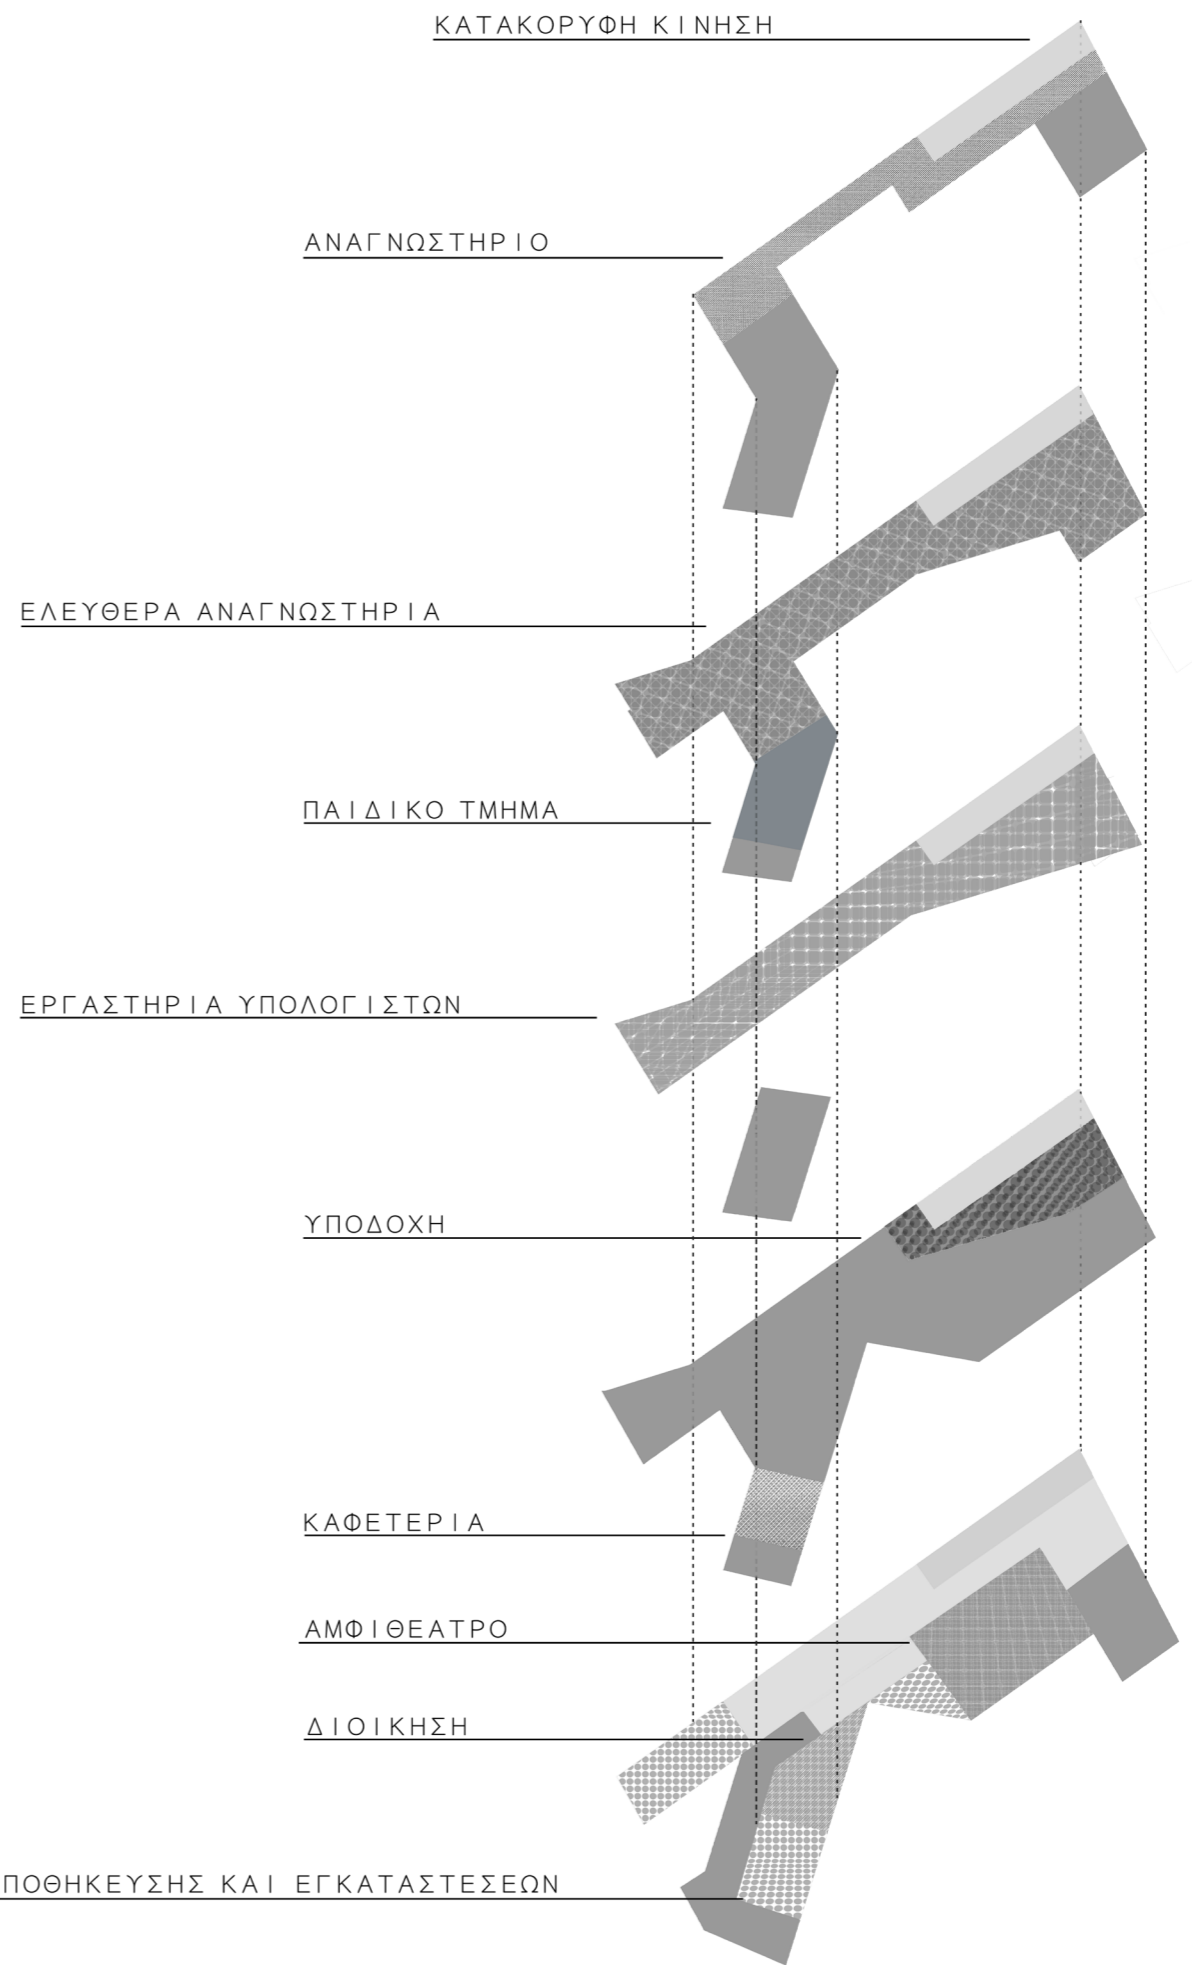 ΚΑΤΑΚΟΡΥΦΗ ΚΙΝΗΣΗ
ΑΝΑΓΝΩΣΤΗΡΙΟ
ΕΛΕΥΘΕΡΑ ΑΝΑΓΝΩΣΤΗΡΙΑ
ΠΑΙΔΙΚΟ ΤΜΗΜΑ
ΕΡΓΑΣΤΗΡΙΑ ΥΠΟΛΟΓΙΣΤΩΝ
ΥΠΟΔΟΧΗ
ΚΑΦΕΤΕΡΙΑ
ΑΜΦΙΘΕΑΤΡΟ
ΔΙΟΙΚΗΣΗ
ΠΟΘΗΚΕΥΣΗΣ ΚΑΙ ΕΓΚΑΤΑΣΤΕΣΕΩΝ